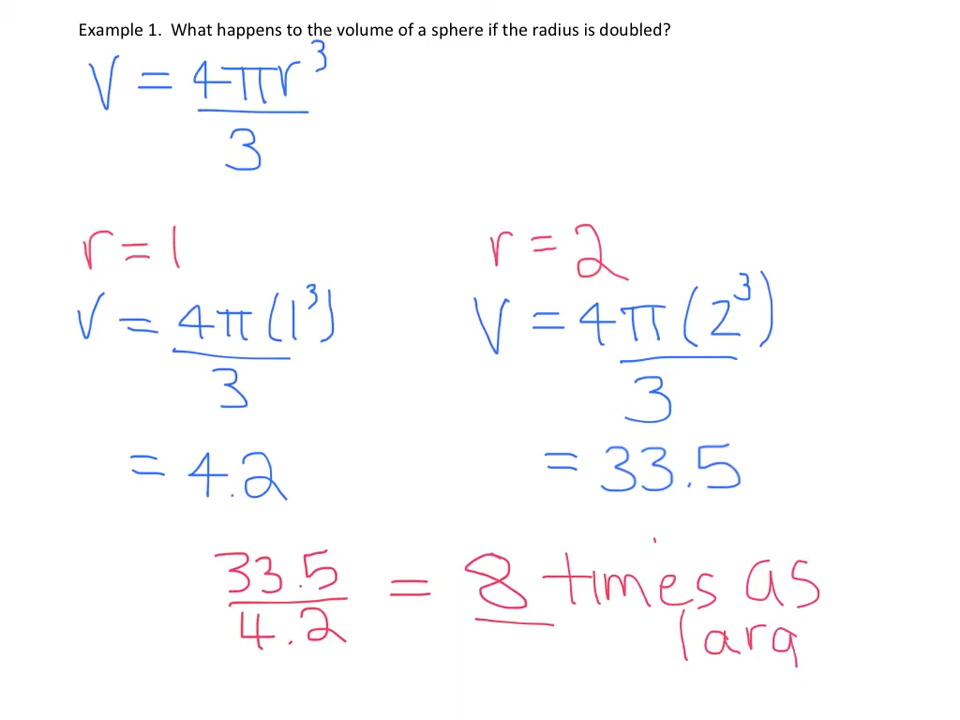 Example 1. What happens to the volume of a sphere if the radius is doubled?
V = 4πr³
3
r = 1
r = 2
V = 4π(1³)
3
V = 4π(2³)
3
= 4.2
= 33.5
33.5
4.2
= 8 times as
larg